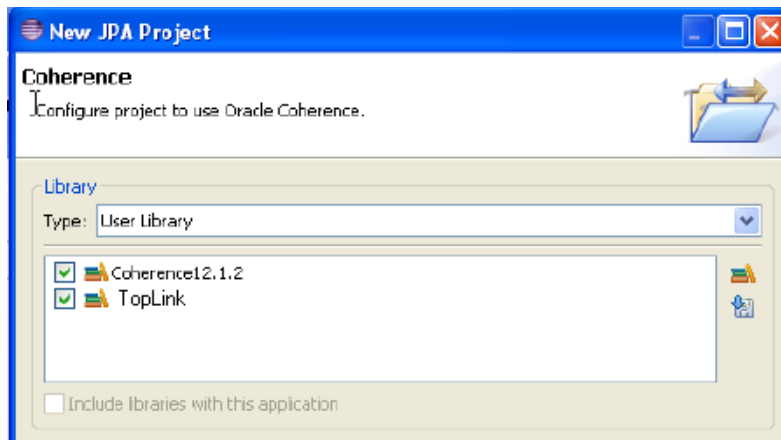 New JPA Project
Coherence
Configure project to use Oracle Coherence.
Library
Type: User Library
Coherence12.1.2
TopLink
Include libraries with this application